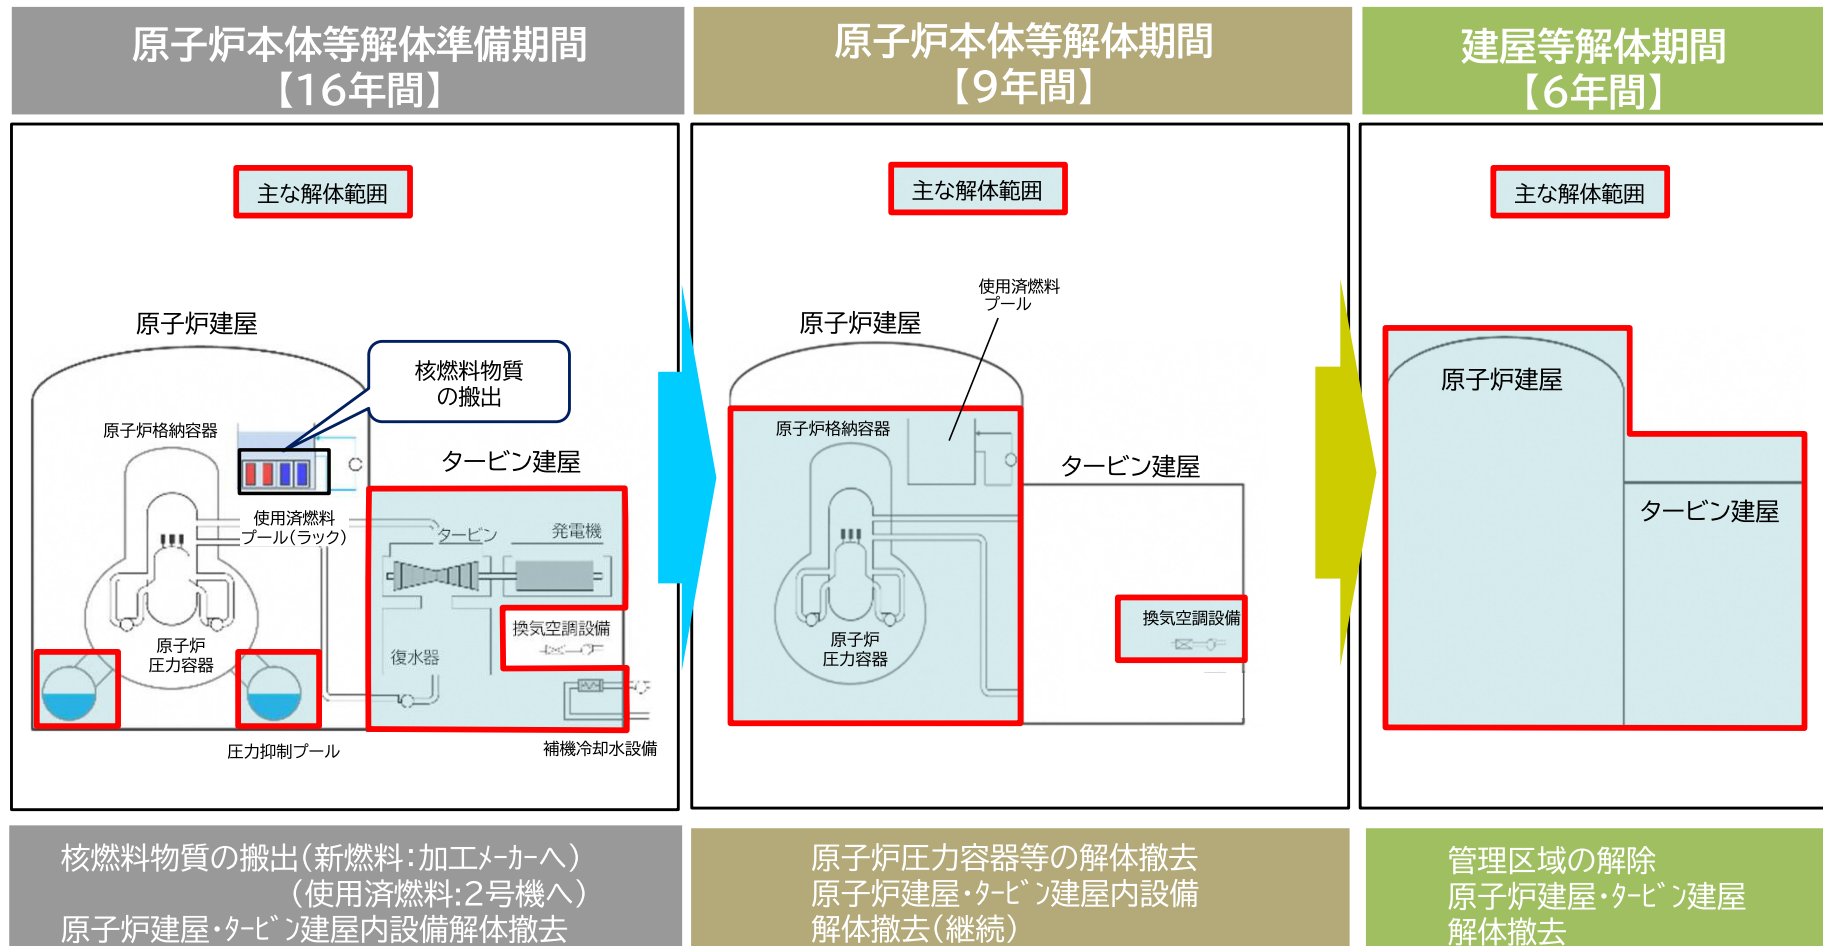 原子炉本体等解体準備期間
【16年間】
原子炉本体等解体期間
【9年間】
建屋等解体期間
【6年間】
主な解体範囲
原子炉建屋
核燃料物質
の搬出
原子炉格納容器
タービン建屋
使用済燃料
プール(ラック)
タービン
発電機
換気空調設備
原子炉
圧力容器
復水器
圧力抑制プール
補機冷却水設備
主な解体範囲
使用済燃料
プール
原子炉建屋
原子炉格納容器
タービン建屋
換気空調設備
原子炉
圧力容器
主な解体範囲
原子炉建屋
タービン建屋
核燃料物質の搬出(新燃料:加工ﾒｰｶｰへ)
(使用済燃料:2号機へ)
原子炉建屋・ﾀｰﾋﾞﾝ建屋内設備解体撤去
原子炉圧力容器等の解体撤去
原子炉建屋・ﾀｰﾋﾞﾝ建屋内設備
解体撤去(継続)
管理区域の解除
原子炉建屋・ﾀｰﾋﾞﾝ建屋
解体撤去